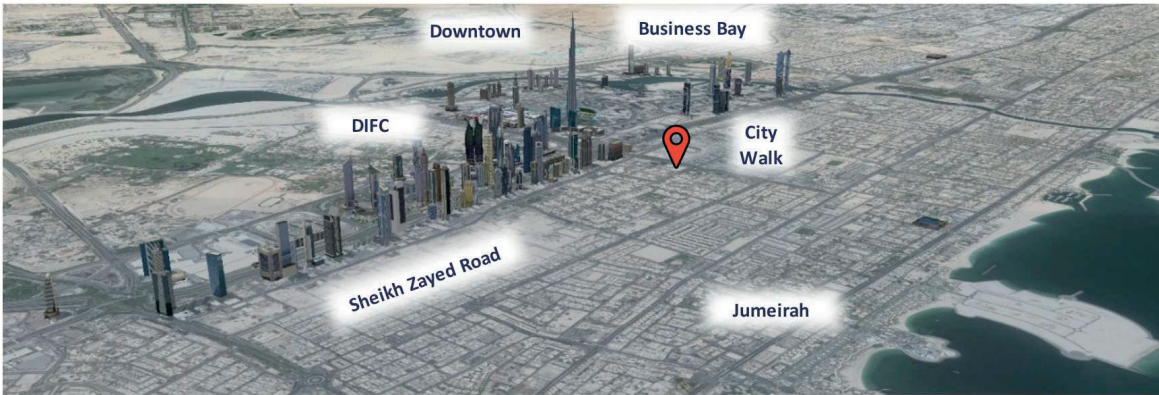 Downtown
Business Bay
DIFC
City
Walk
Sheikh Zayed Road
Jumeirah